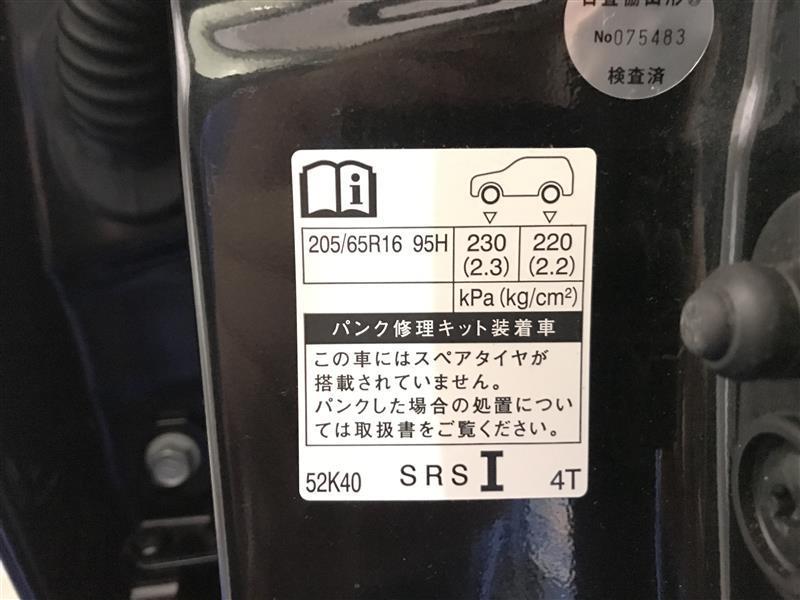 No075483
検査済
205/65R16 95H
230 220
(2.3) (2.2)
kPa (kg/cm²)
パンク修理キット装着車
この車にはスペアタイヤが
搭載されていません。
パンクした場合の処置につい
ては取扱書をご覧ください。
52K40 SRS I 4T